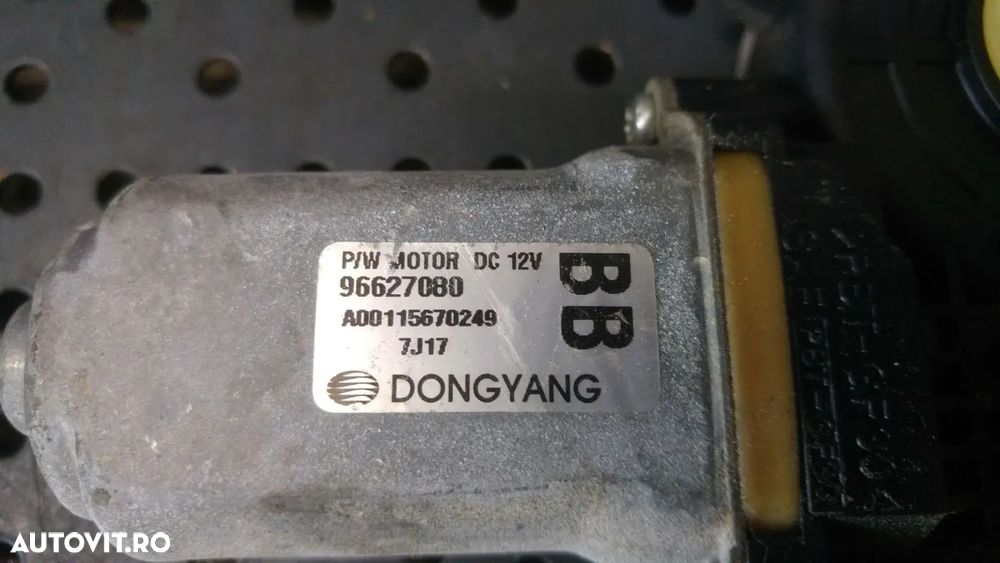 P/W MOTOR DC 12V
96627080
A00115670249
7J17
BB
DONGYANG
AUTOVIT.RO